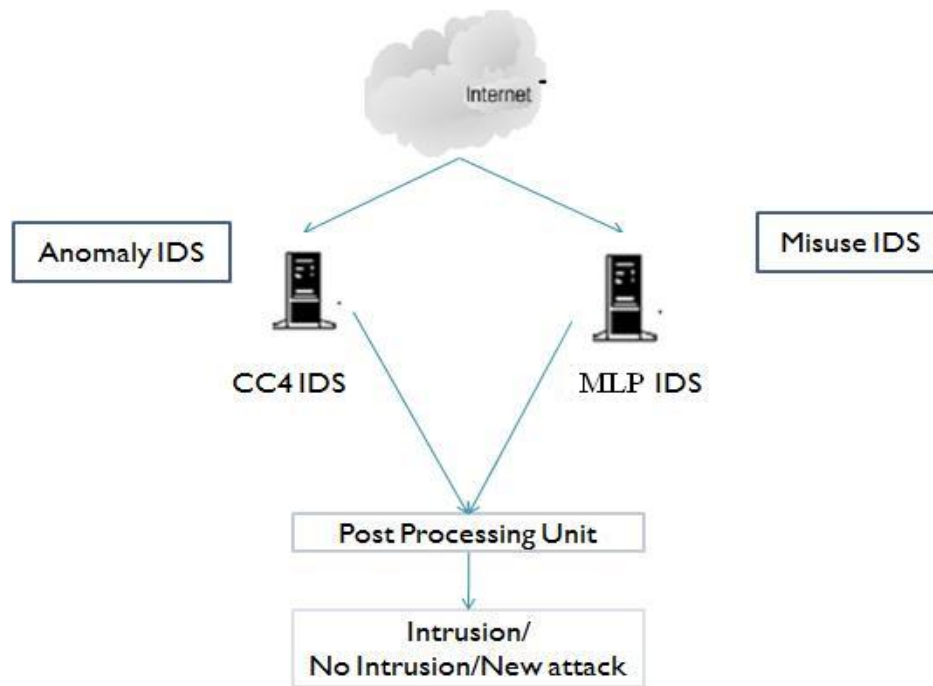 Internet
Anomaly IDS
Misuse IDS
CC4 IDS
MLP IDS
Post Processing Unit
Intrusion/
No Intrusion/New attack